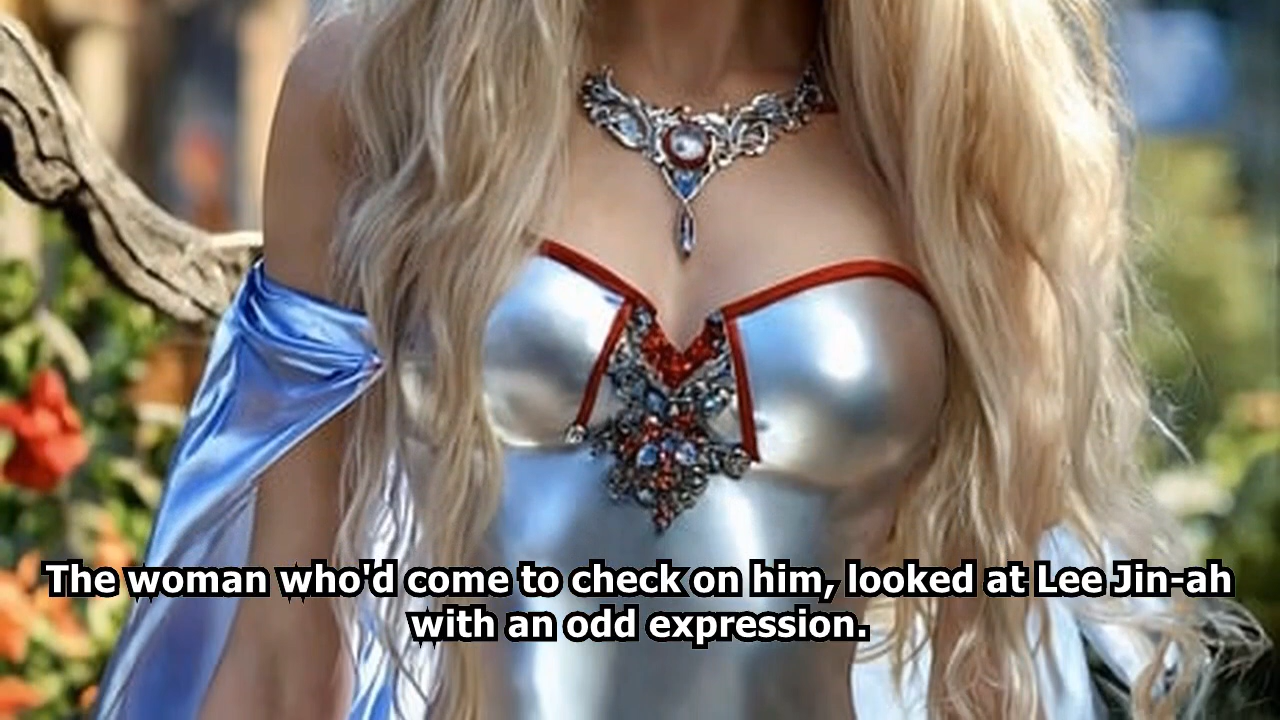 The woman who'd come to check on him, looked at Lee Jin-ah
with an odd expression.